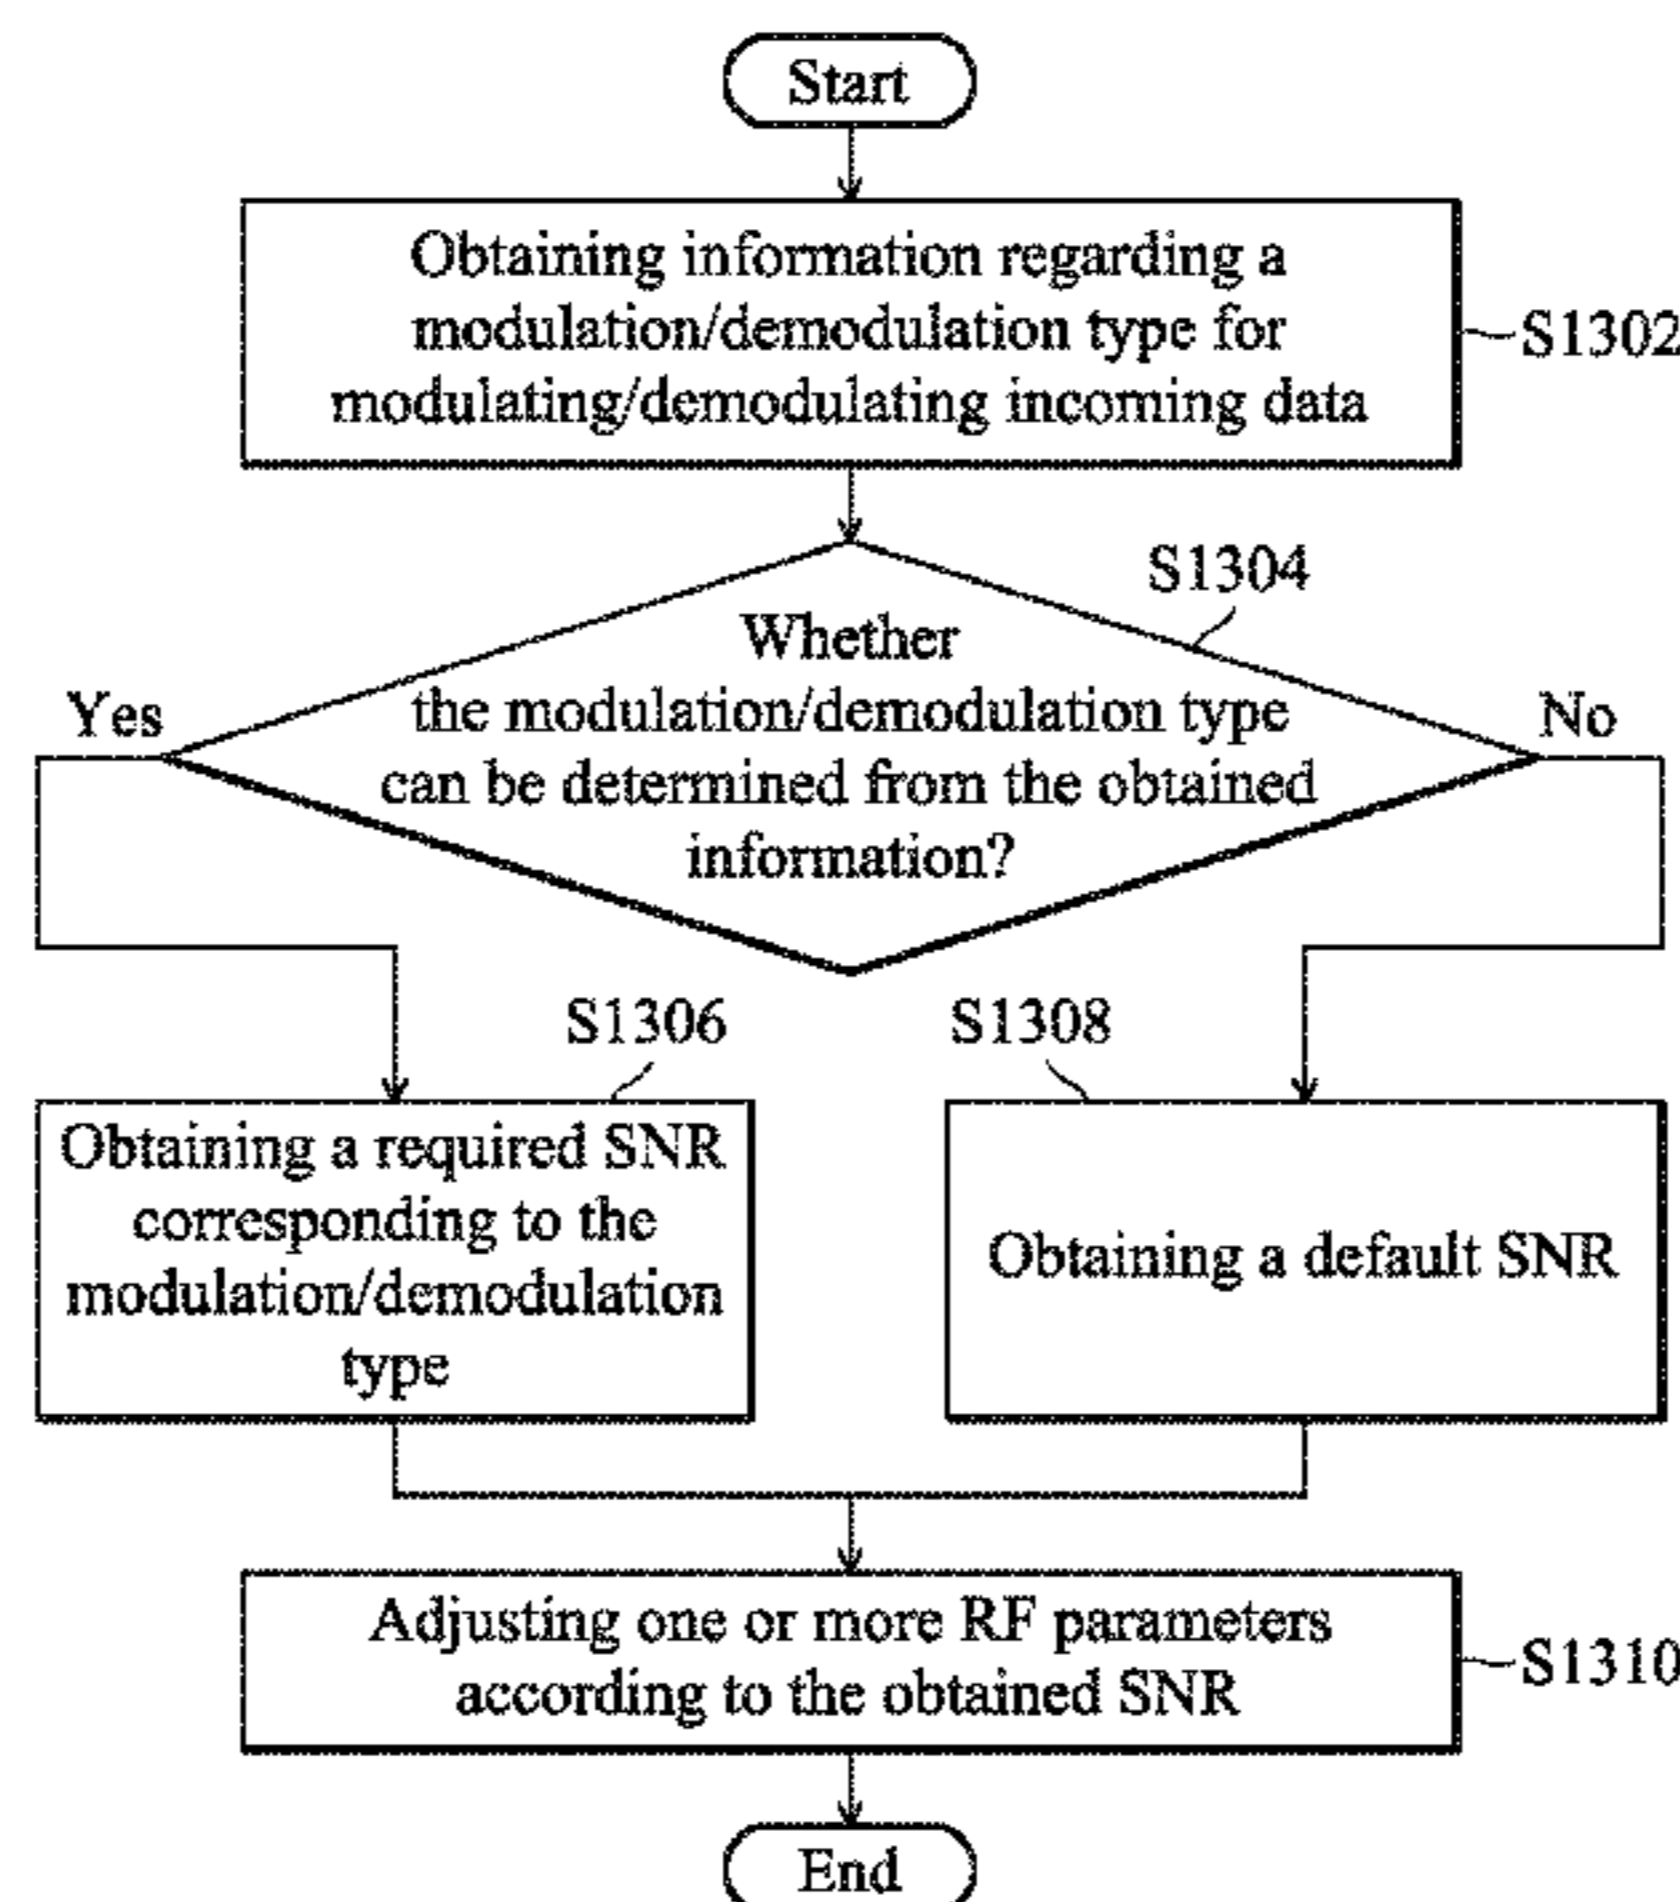 Start
Obtaining information regarding a
modulation/demodulation type for
modulating/demodulating incoming data
S1302
S1304
Whether
the modulation/demodulation type
can be determined from the obtained
information?
Yes
No
S1306
S1308
Obtaining a required SNR
corresponding to the
modulation/demodulation
type
Obtaining a default SNR
Adjusting one or more RF parameters
according to the obtained SNR
S1310
End